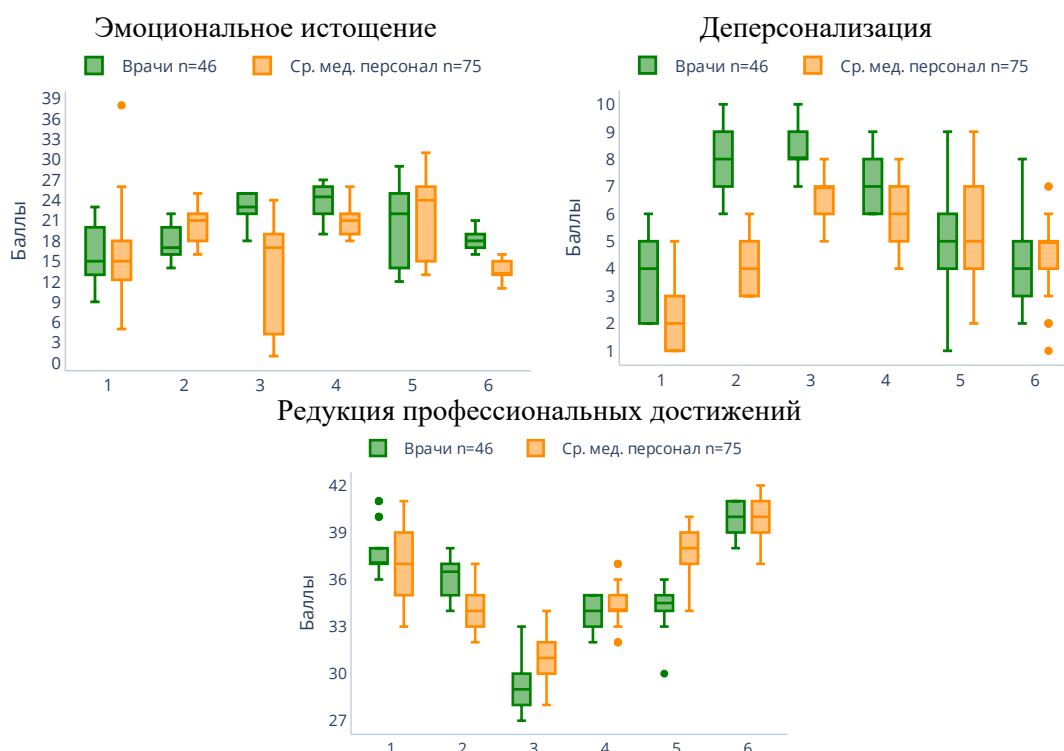 Эмоциональное истощение
Врачи n=46 Ср. мед. персонал n=75
39
36
33
30
27
24
21
18
15
12
9
6
3
0
Баллы
1 2 3 4 5 6
Деперсонализация
Врачи n=46 Ср. мед. персонал n=75
10
9
8
7
6
5
4
3
2
1
Баллы
1 2 3 4 5 6
Редукция профессиональных достижений
Врачи n=46 Ср. мед. персонал n=75
42
39
36
33
30
27
Баллы
1 2 3 4 5 6